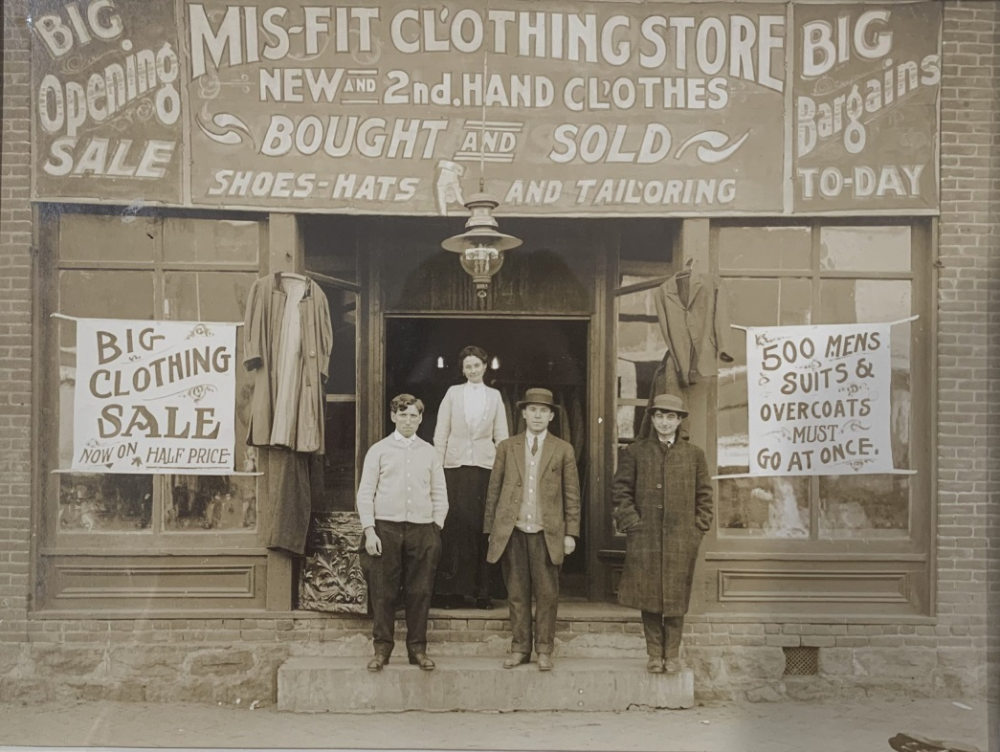 BIG
Opening
SALE
MIS-FIT CLOTHING STORE
NEW AND 2nd. HAND CLOTHES
BOUGHT AND SOLD
SHOES-HATS AND TAILORING
BIG
Bargains
TO-DAY
BIG
CLOTHING
SALE
NOW ON HALF PRICE
500 MENS
SUITS &
OVERCOATS
MUST
GO AT ONCE.